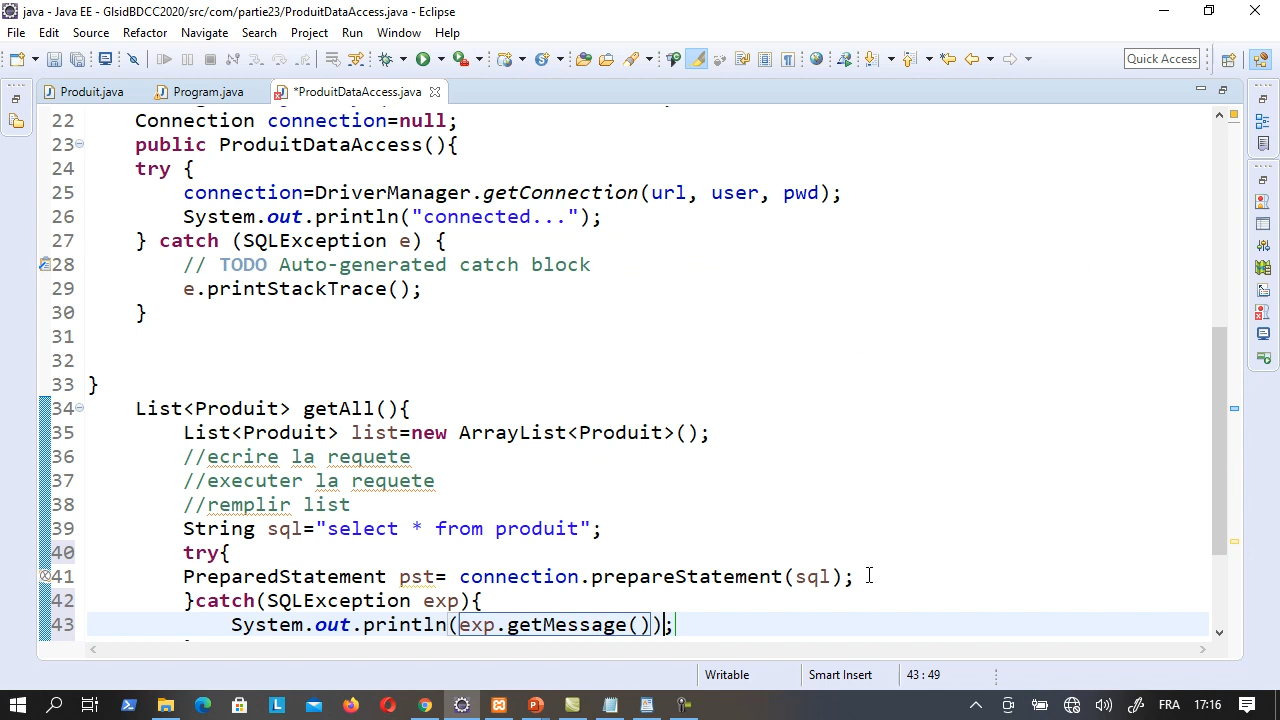 java - Java EE - GlsidBDCC2020/src/com/partie23/ProduitDataAccess.java - Eclipse
File Edit Source Refactor Navigate Search Project Run Window Help
Quick Access
Produit.java Program.java *ProduitDataAccess.java
22 Connection connection=null;
23 public ProduitDataAccess(){
24 try {
25 connection=DriverManager.getConnection(url, user, pwd);
26 System.out.println("connected...");
27 } catch (SQLException e) {
28 // TODO Auto-generated catch block
29 e.printStackTrace();
30 }
31
32
33 }
34 List<Produit> getAll(){
35 List<Produit> list=new ArrayList<Produit>();
36 //ecrire la requete
37 //executer la requete
38 //remplir list
39 String sql="select * from produit";
40 try{
41 PreparedStatement pst= connection.prepareStatement(sql);
42 }catch(SQLException exp){
43 System.out.println(exp.getMessage());
Writable Smart Insert 43 : 49
FRA 17:16